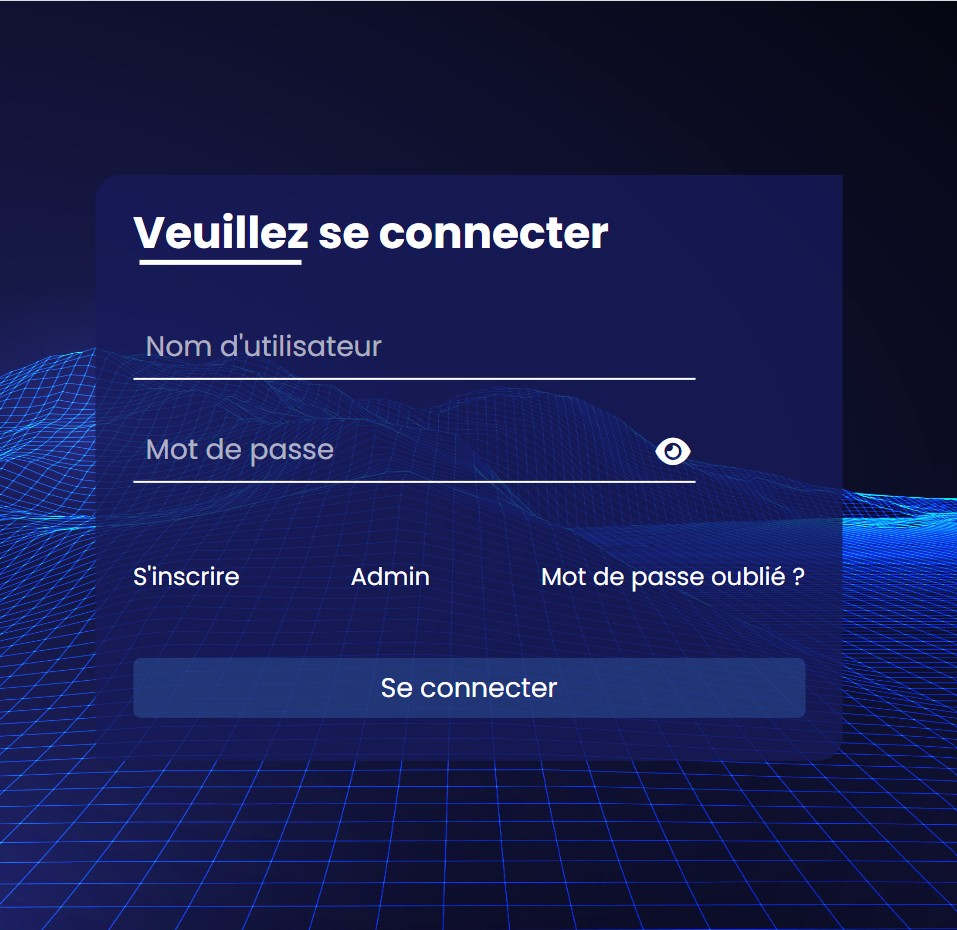 Veuillez se connecter
Nom d'utilisateur
Mot de passe
S'inscrire Admin Mot de passe oublié ?
Se connecter